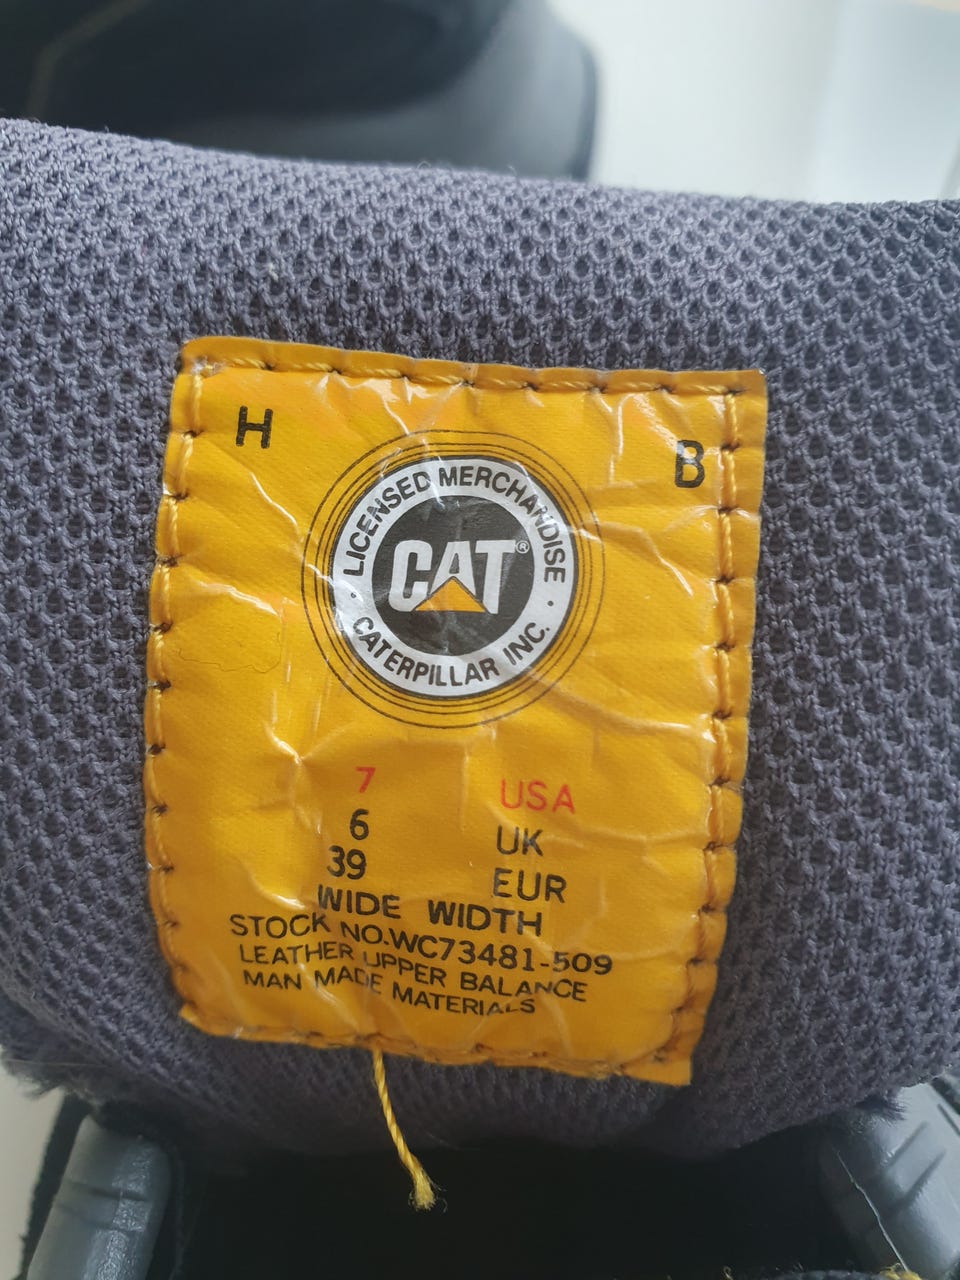 H
B
LICENSED MERCHANDISE
CAT®
CATERPILLAR INC.
7 USA
6 UK
39 EUR
WIDE WIDTH
STOCK NO.WC73481-509
LEATHER UPPER BALANCE
MAN MADE MATERIALS